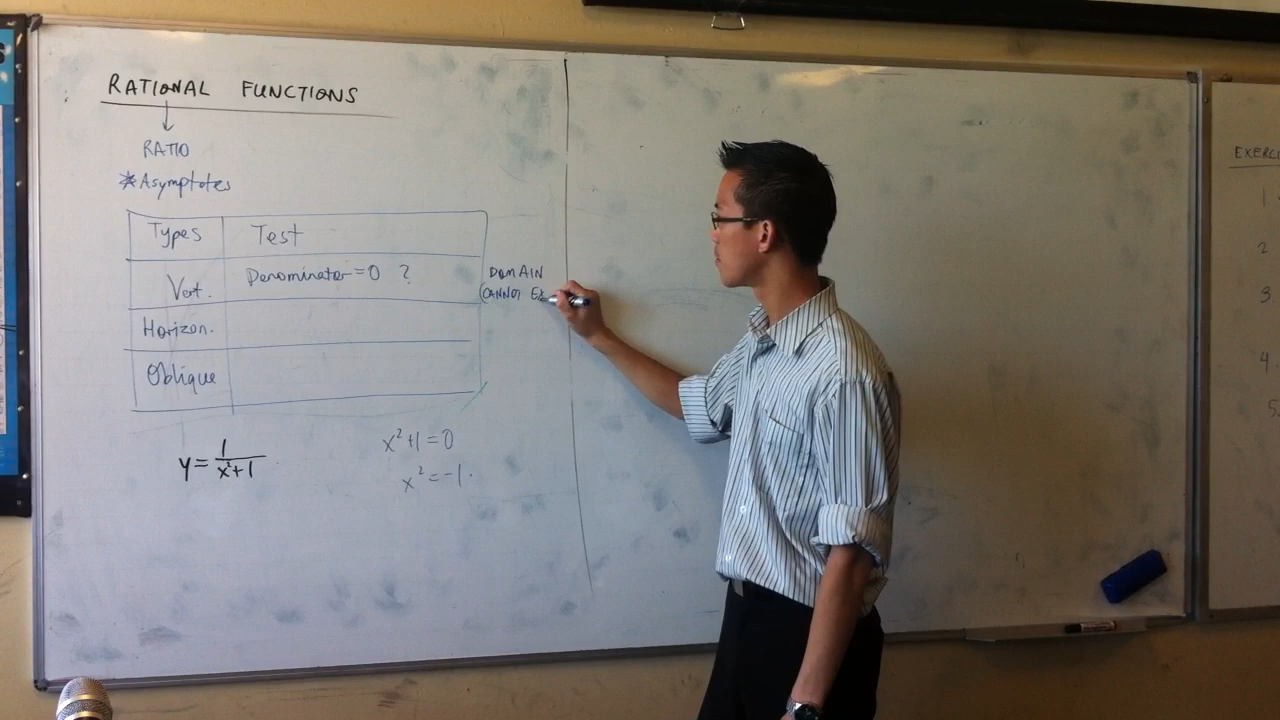 RATIONAL FUNCTIONS
RATIO
*Asymptotes
Types Test
Vert. Denominator=0 ?
DOMAIN
(CANNOT EX
Horizon.
Oblique
y = 1/(x²+1)
x²+1=0
x²=-1.
EXERC
1.
2
3.
4
5